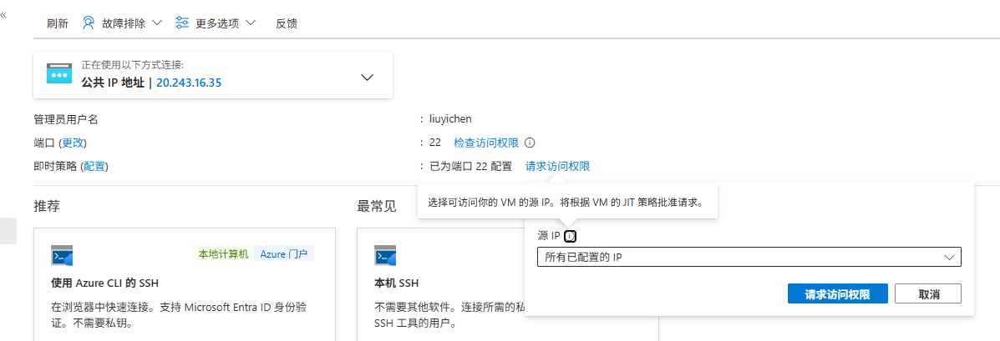 «
刷新 故障排除 更多选项 反馈
正在使用以下方式连接:
公共 IP 地址 | 20.243.16.35
管理员用户名 : liuyichen
端口 (更改) : 22 检查访问权限
即时策略 (配置) : 已为端口 22 配置 请求访问权限
选择可访问你的 VM 的源 IP。将根据 VM 的 JIT 策略批准请求。
源 IP
所有已配置的 IP
请求访问权限 取消
推荐
本地计算机 Azure 门户
使用 Azure CLI 的 SSH
在浏览器中快速连接。支持 Microsoft Entra ID 身份验
证。不需要私钥。
最常见
本机 SSH
不需要其他软件。连接所需的私
SSH 工具的用户。